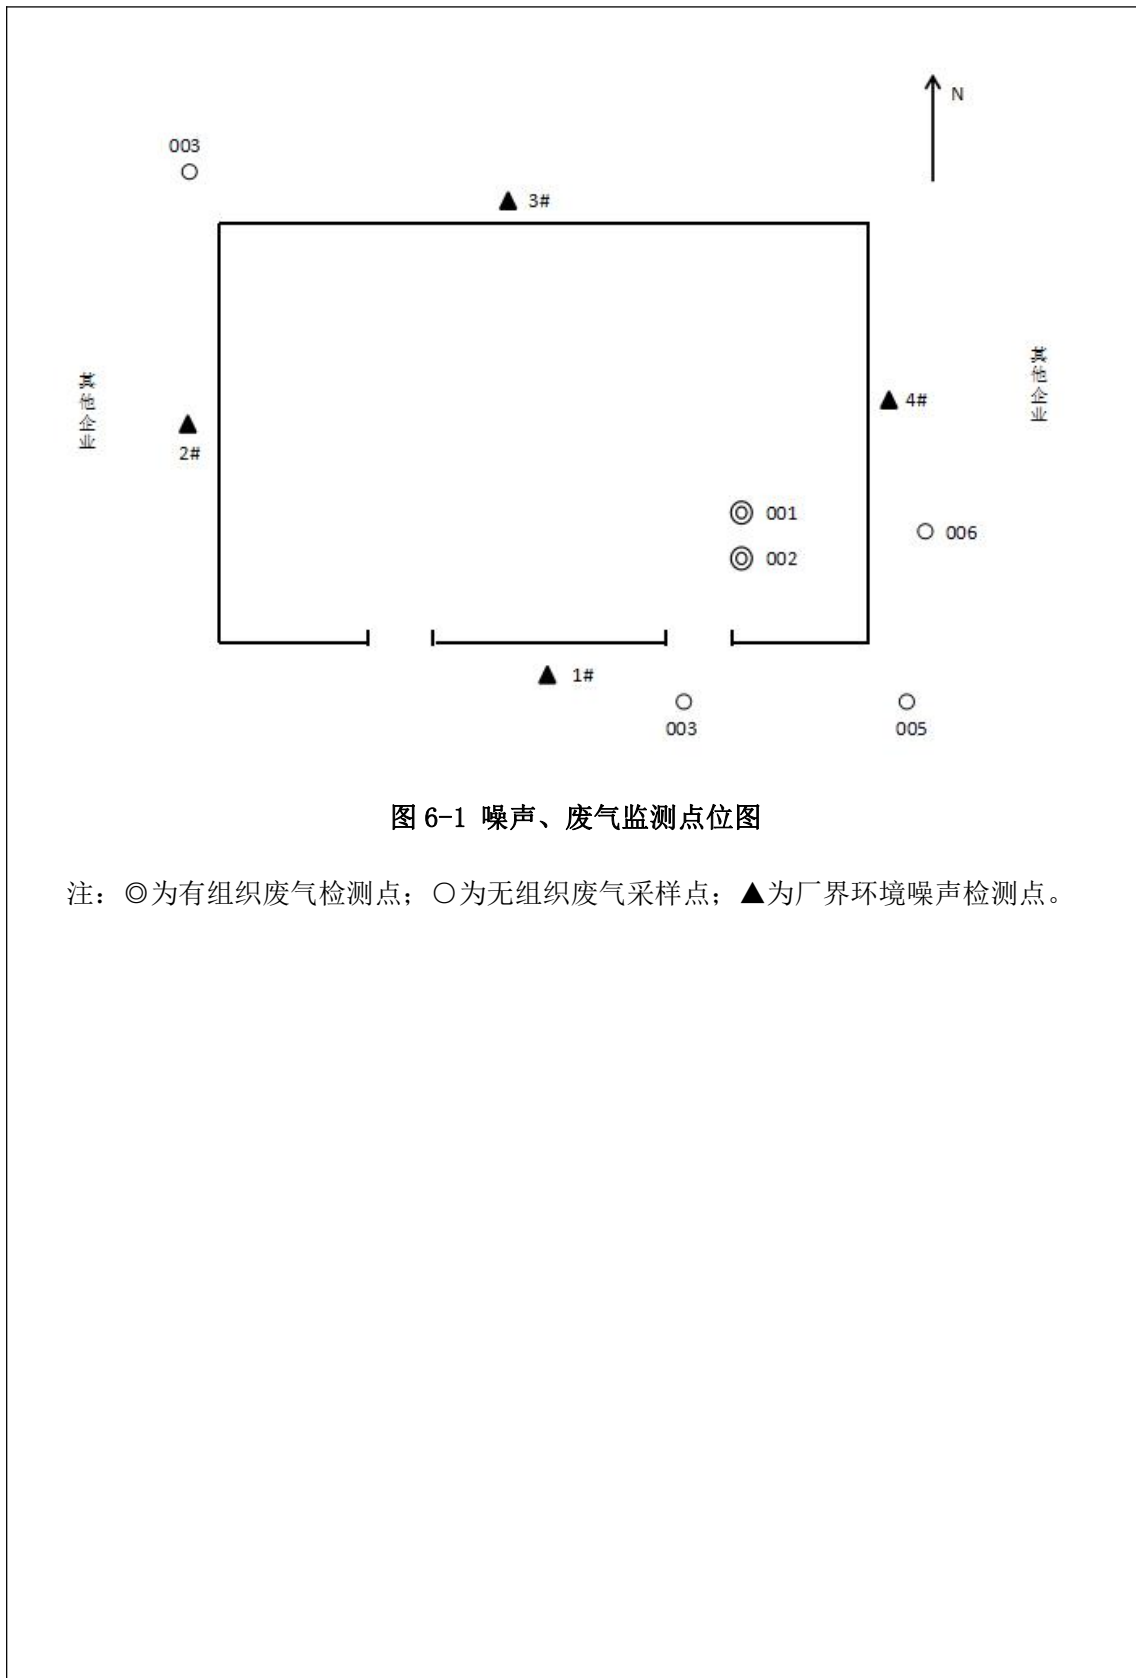 N
003
▲ 3#
其他企业
其他企业
▲ 4#
▲
2#
◎ 001
○ 006
◎ 002
▲ 1#
003
005
图 6-1 噪声、废气监测点位图
注：◎为有组织废气检测点；○为无组织废气采样点；▲为厂界环境噪声检测点。